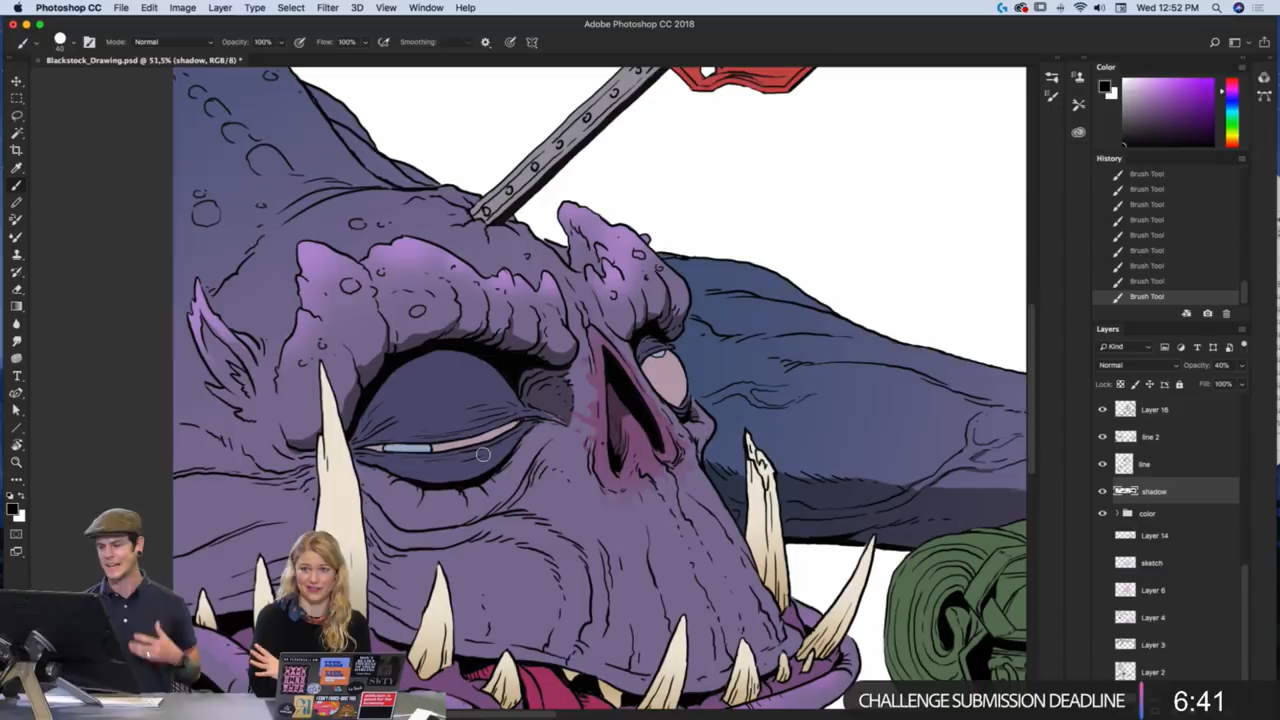 Photoshop CC File Edit Image Layer Type Select Filter 3D View Window Help
Wed 12:52 PM
Adobe Photoshop CC 2018
40
Mode: Normal Opacity: 100% Flow: 100% Smoothing:
Blackstock_Drawing.psd @ 51,5% (shadow, RGB/8) *
Color
History
Brush Tool
Brush Tool
Brush Tool
Brush Tool
Brush Tool
Brush Tool
Brush Tool
Brush Tool
Brush Tool
Layers
Kind
Normal Opacity: 40%
Lock: Fill: 100%
Layer 16
line 2
line
shadow
color
Layer 14
sketch
Layer 6
Layer 4
Layer 3
Layer 2
CHALLENGE SUBMISSION DEADLINE 6:41